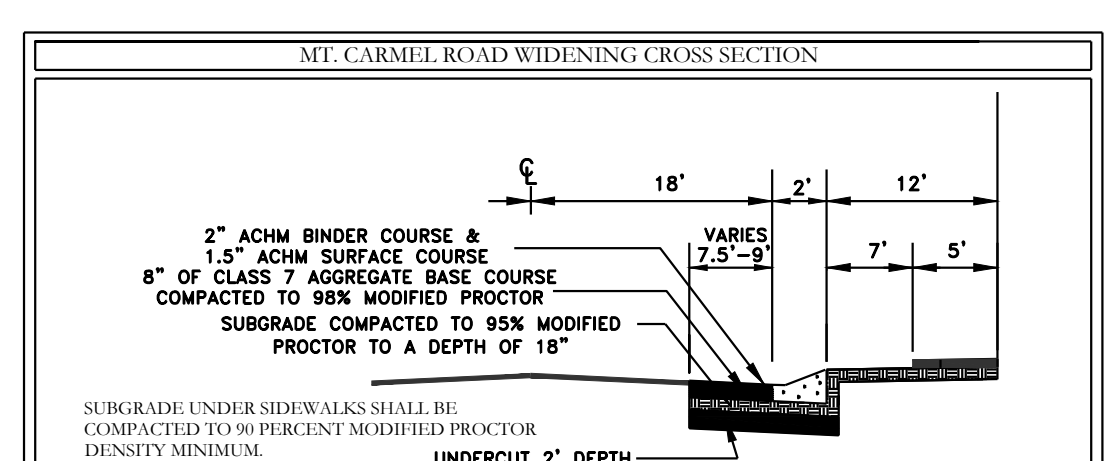 MT. CARMEL ROAD WIDENING CROSS SECTION
℄
18'
2'
12'
VARIES
7.5'-9'
7'
5'
2" ACHM BINDER COURSE &
1.5" ACHM SURFACE COURSE
8" OF CLASS 7 AGGREGATE BASE COURSE
COMPACTED TO 98% MODIFIED PROCTOR
SUBGRADE COMPACTED TO 95% MODIFIED
PROCTOR TO A DEPTH OF 18"
SUBGRADE UNDER SIDEWALKS SHALL BE
COMPACTED TO 90 PERCENT MODIFIED PROCTOR
DENSITY MINIMUM.
UNDERCUT 2' DEPTH